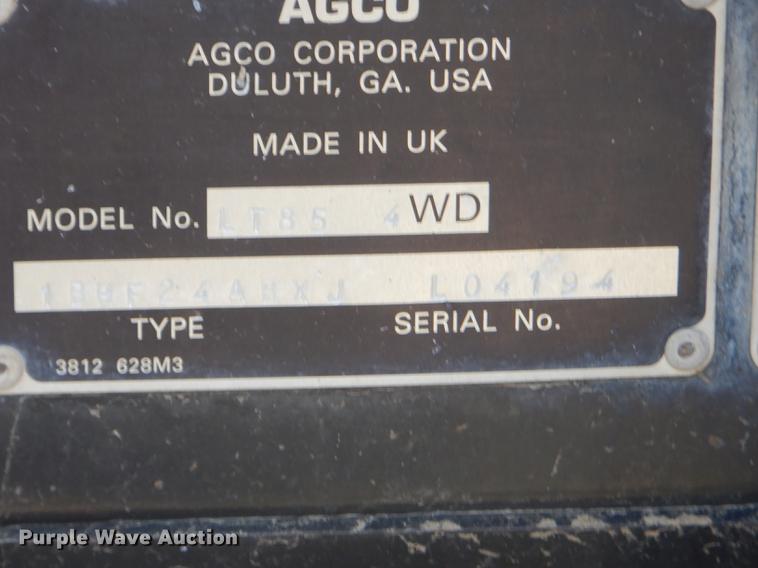 AGCO
AGCO CORPORATION
DULUTH, GA. USA
MADE IN UK
MODEL No. LT85 4WD
L04194
TYPE SERIAL No.
3812 628M3
Purple Wave Auction